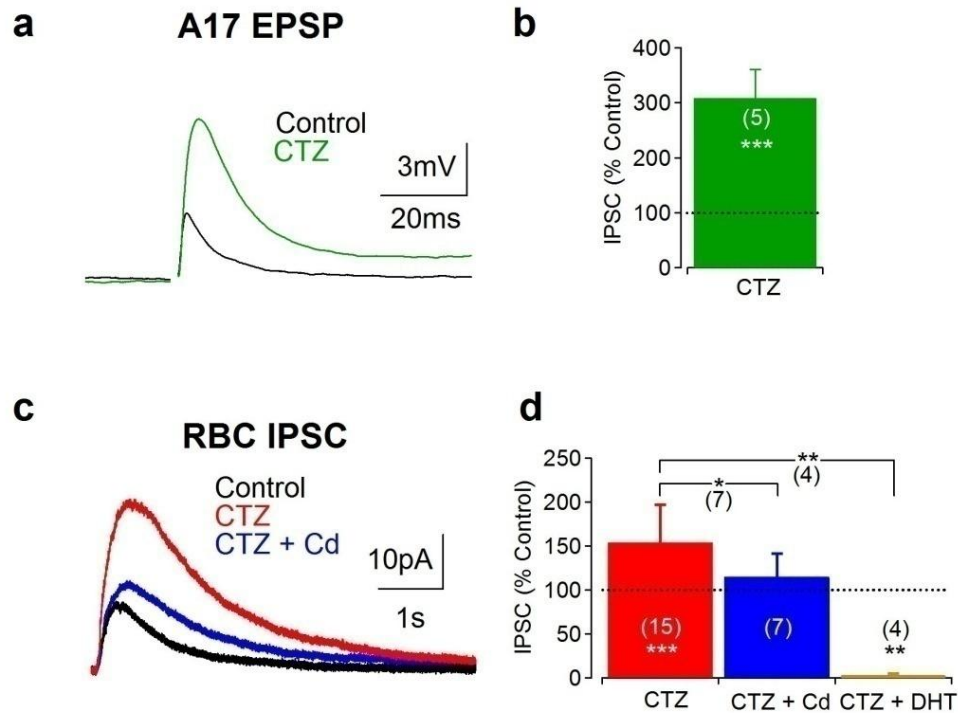 a
A17 EPSP
Control
CTZ
3mV
20ms
b
IPSC (% Control)
400
300
200
100
0
(5)
***
CTZ
c
RBC IPSC
Control
CTZ
CTZ + Cd
10pA
1s
d
IPSC (% Control)
250
200
150
100
50
0
**
(4)
*
(7)
(15)
***
(7)
(4)
**
CTZ
CTZ + Cd
CTZ + DHT